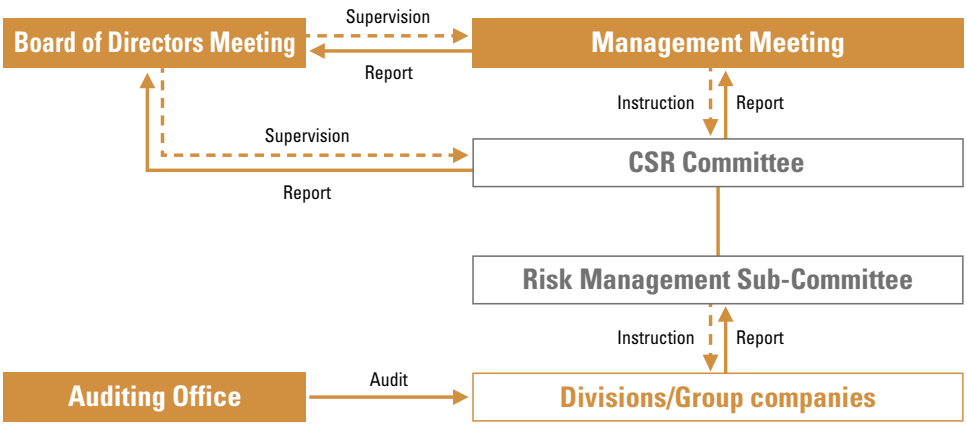 Supervision
Board of Directors Meeting
Management Meeting
Report
Instruction
Report
Supervision
CSR Committee
Report
Risk Management Sub-Committee
Instruction
Report
Auditing Office
Audit
Divisions/Group companies